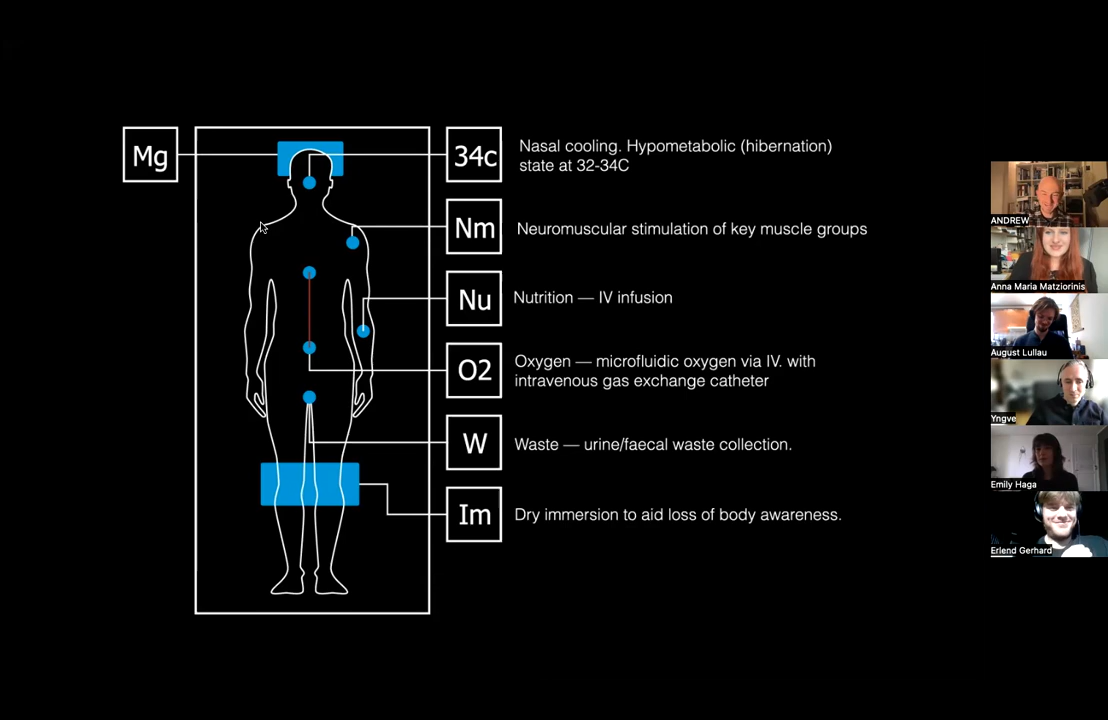 Mg
34c
Nasal cooling. Hypometabolic (hibernation)
state at 32-34C
Nm
Neuromuscular stimulation of key muscle groups
Nu
Nutrition — IV infusion
O2
Oxygen — microfluidic oxygen via IV. with
intravenous gas exchange catheter
W
Waste — urine/faecal waste collection.
Im
Dry immersion to aid loss of body awareness.
ANDREW
Anna Maria Matziorinis
August Lullau
Yngve
Emily Haga
Erlend Gerhard